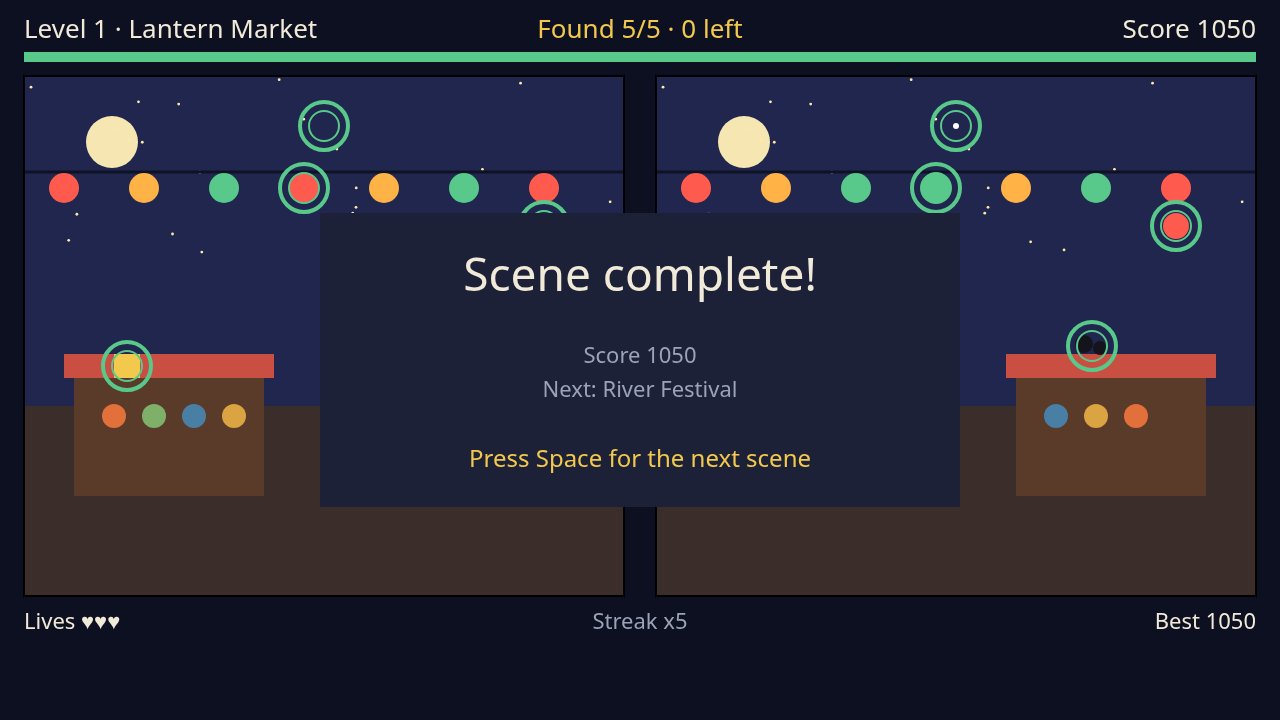 Level 1 · Lantern Market
Found 5/5 · 0 left
Score 1050
Scene complete!
Score 1050
Next: River Festival
Press Space for the next scene
Lives ♥♥♥
Streak x5
Best 1050